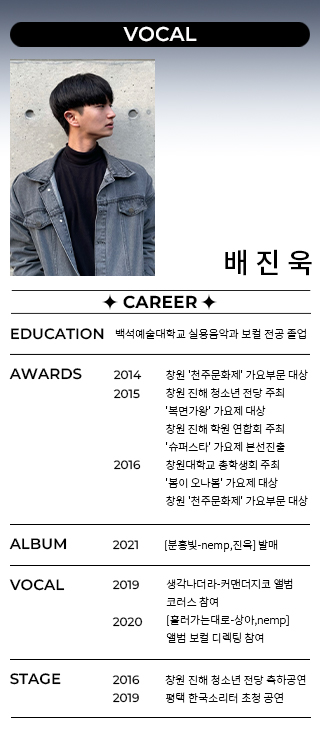 VOCAL
배 진 욱
✦ CAREER ✦
EDUCATION 백석예술대학교 실용음악과 보컬 전공 졸업
AWARDS 2014 창원 '천주문화제' 가요부문 대상
2015 창원 진해 청소년 전당 주최
'복면가왕' 가요제 대상
창원 진해 학원 연합회 주최
'슈퍼스타' 가요제 본선진출
2016 창원대학교 총학생회 주최
'봄이 오나봄' 가요제 대상
창원 '천주문화제' 가요부문 대상
ALBUM 2021 [분홍빛-nemp,진욱] 발매
VOCAL 2019 생각나더라-커맨더지코 앨범
코러스 참여
2020 [흘러가는대로-상아,nemp]
앨범 보컬 디렉팅 참여
STAGE 2016 창원 진해 청소년 전당 축하공연
2019 평택 한국소리터 초청 공연